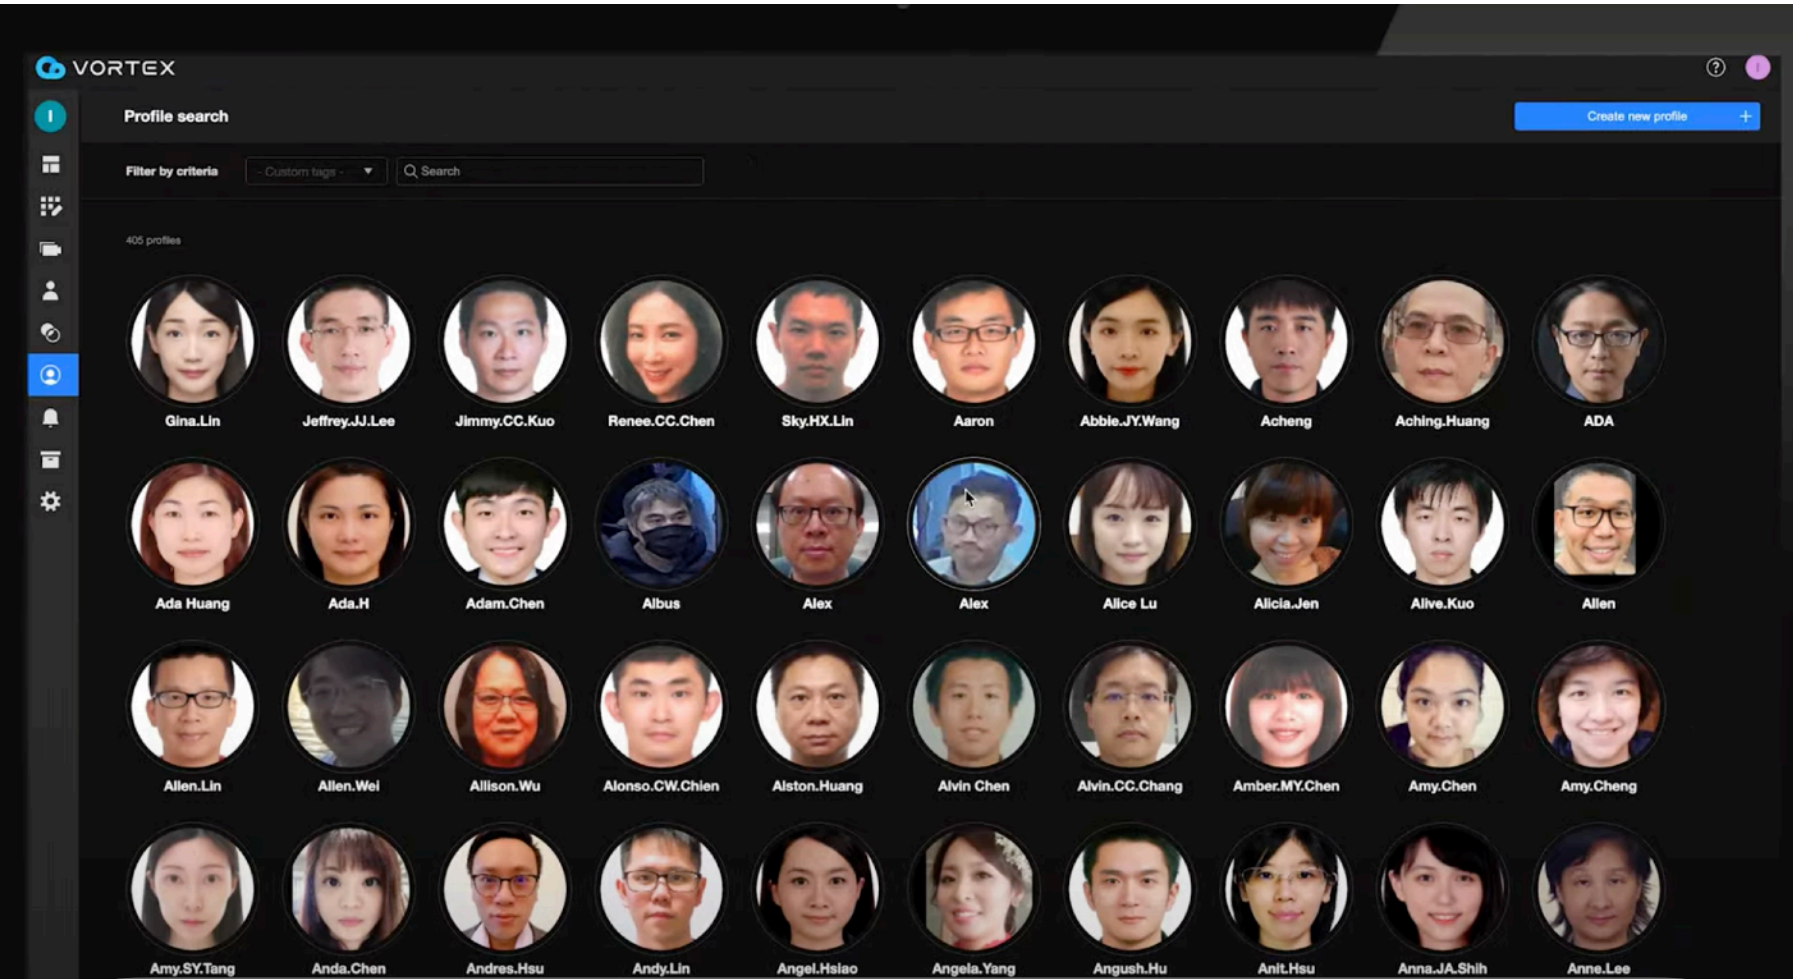 VORTEX
I
I
Profile search
Create new profile
Filter by criteria
- Custom tags -
Search
405 profiles
Gina.Lin Jeffrey.JJ.Lee Jimmy.CC.Kuo Renee.CC.Chen Sky.HX.Lin Aaron Abbie.JY.Wang Acheng Aching.Huang ADA
Ada Huang Ada.H Adam.Chen Albus Alex Alex Alice Lu Alicia.Jen Alive.Kuo Allen
Allen.Lin Allen.Wei Allison.Wu Alonso.CW.Chien Alston.Huang Alvin Chen Alvin.CC.Chang Amber.MY.Chen Amy.Chen Amy.Cheng
Amy.SY.Tang Anda.Chen Andres.Hsu Andy.Lin Angel.Hsiao Angela.Yang Angush.Hu Anit.Hsu Anna.JA.Shih Anne.Lee